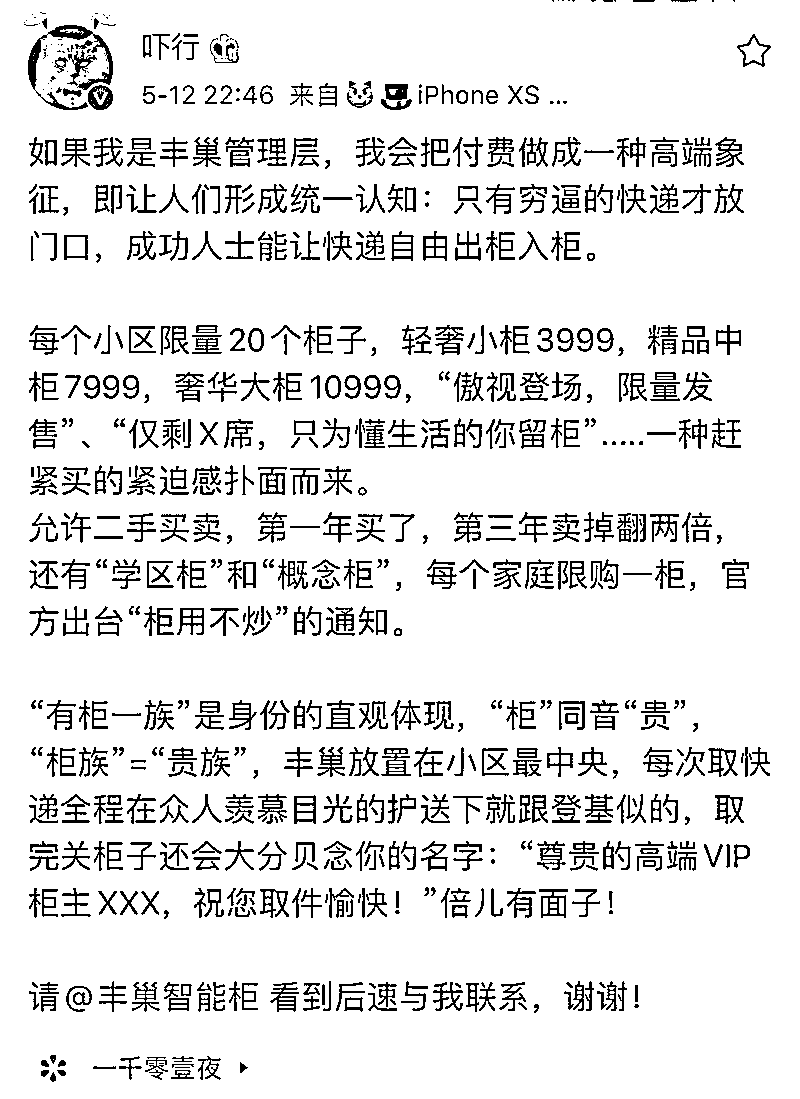 吓行
5-12 22:46 来自 iPhone XS ...
如果我是丰巢管理层，我会把付费做成一种高端象
征，即让人们形成统一认知：只有穷逼的快递才放
门口，成功人士能让快递自由出柜入柜。
每个小区限量20个柜子，轻奢小柜3999，精品中
柜7999，奢华大柜10999，“傲视登场，限量发
售”、“仅剩X席，只为懂生活的你留柜”.....一种赶
紧买的紧迫感扑面而来。
允许二手买卖，第一年买了，第三年卖掉翻两倍，
还有“学区柜”和“概念柜”，每个家庭限购一柜，官
方出台“柜用不炒”的通知。
“有柜一族”是身份的直观体现，“柜”同音“贵”，
“柜族”=“贵族”，丰巢放置在小区最中央，每次取快
递全程在众人羡慕目光的护送下就跟登基似的，取
完关柜子还会大分贝念你的名字：“尊贵的高端VIP
柜主XXX，祝您取件愉快！”倍儿有面子！
请@丰巢智能柜 看到后速与我联系，谢谢！
一千零壹夜